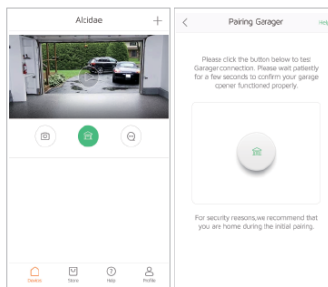 Alcidae
Store
Help
Profile
Pairing Garager
Help
Please click the button below to test
Garager connection. Please wait patiently
for a few seconds to confirm your garage
opener functioned properly.
For security reasons,we recommend that
you are home during the initial pairing.